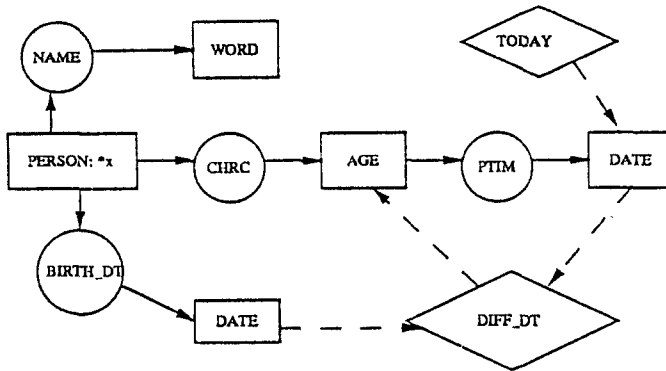 TODAY
NAME
WORD
PERSON: *x
CHRC
AGE
PTIM
DATE
BIRTH_DT
DATE
DIFF_DT